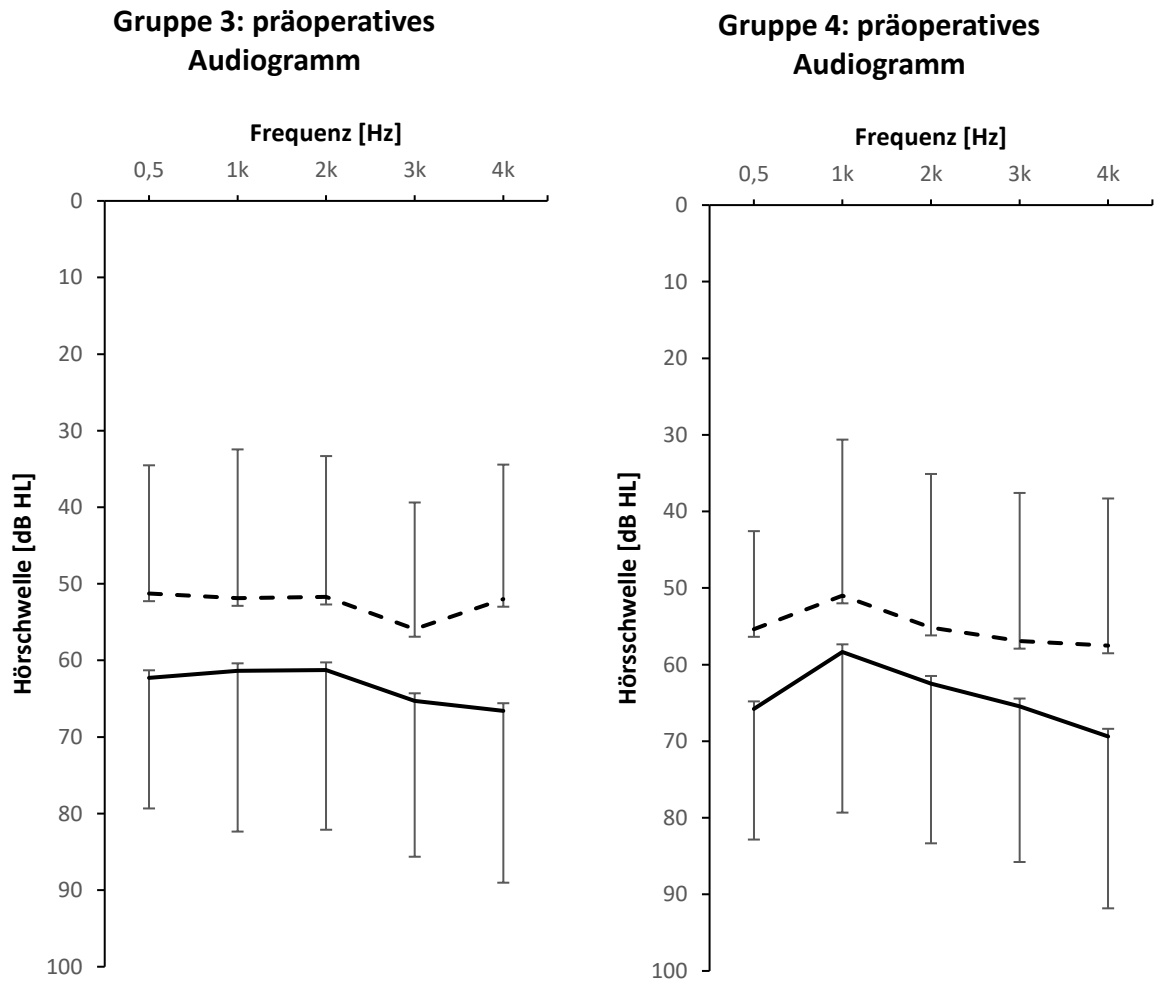 Gruppe 3: präoperatives
Audiogramm
Frequenz [Hz]
0,5 1k 2k 3k 4k
0
10
20
30
40
50
60
70
80
90
100
Hörschwelle [dB HL]
Gruppe 4: präoperatives
Audiogramm
Frequenz [Hz]
0,5 1k 2k 3k 4k
0
10
20
30
40
50
60
70
80
90
100
Hörsschwelle [dB HL]